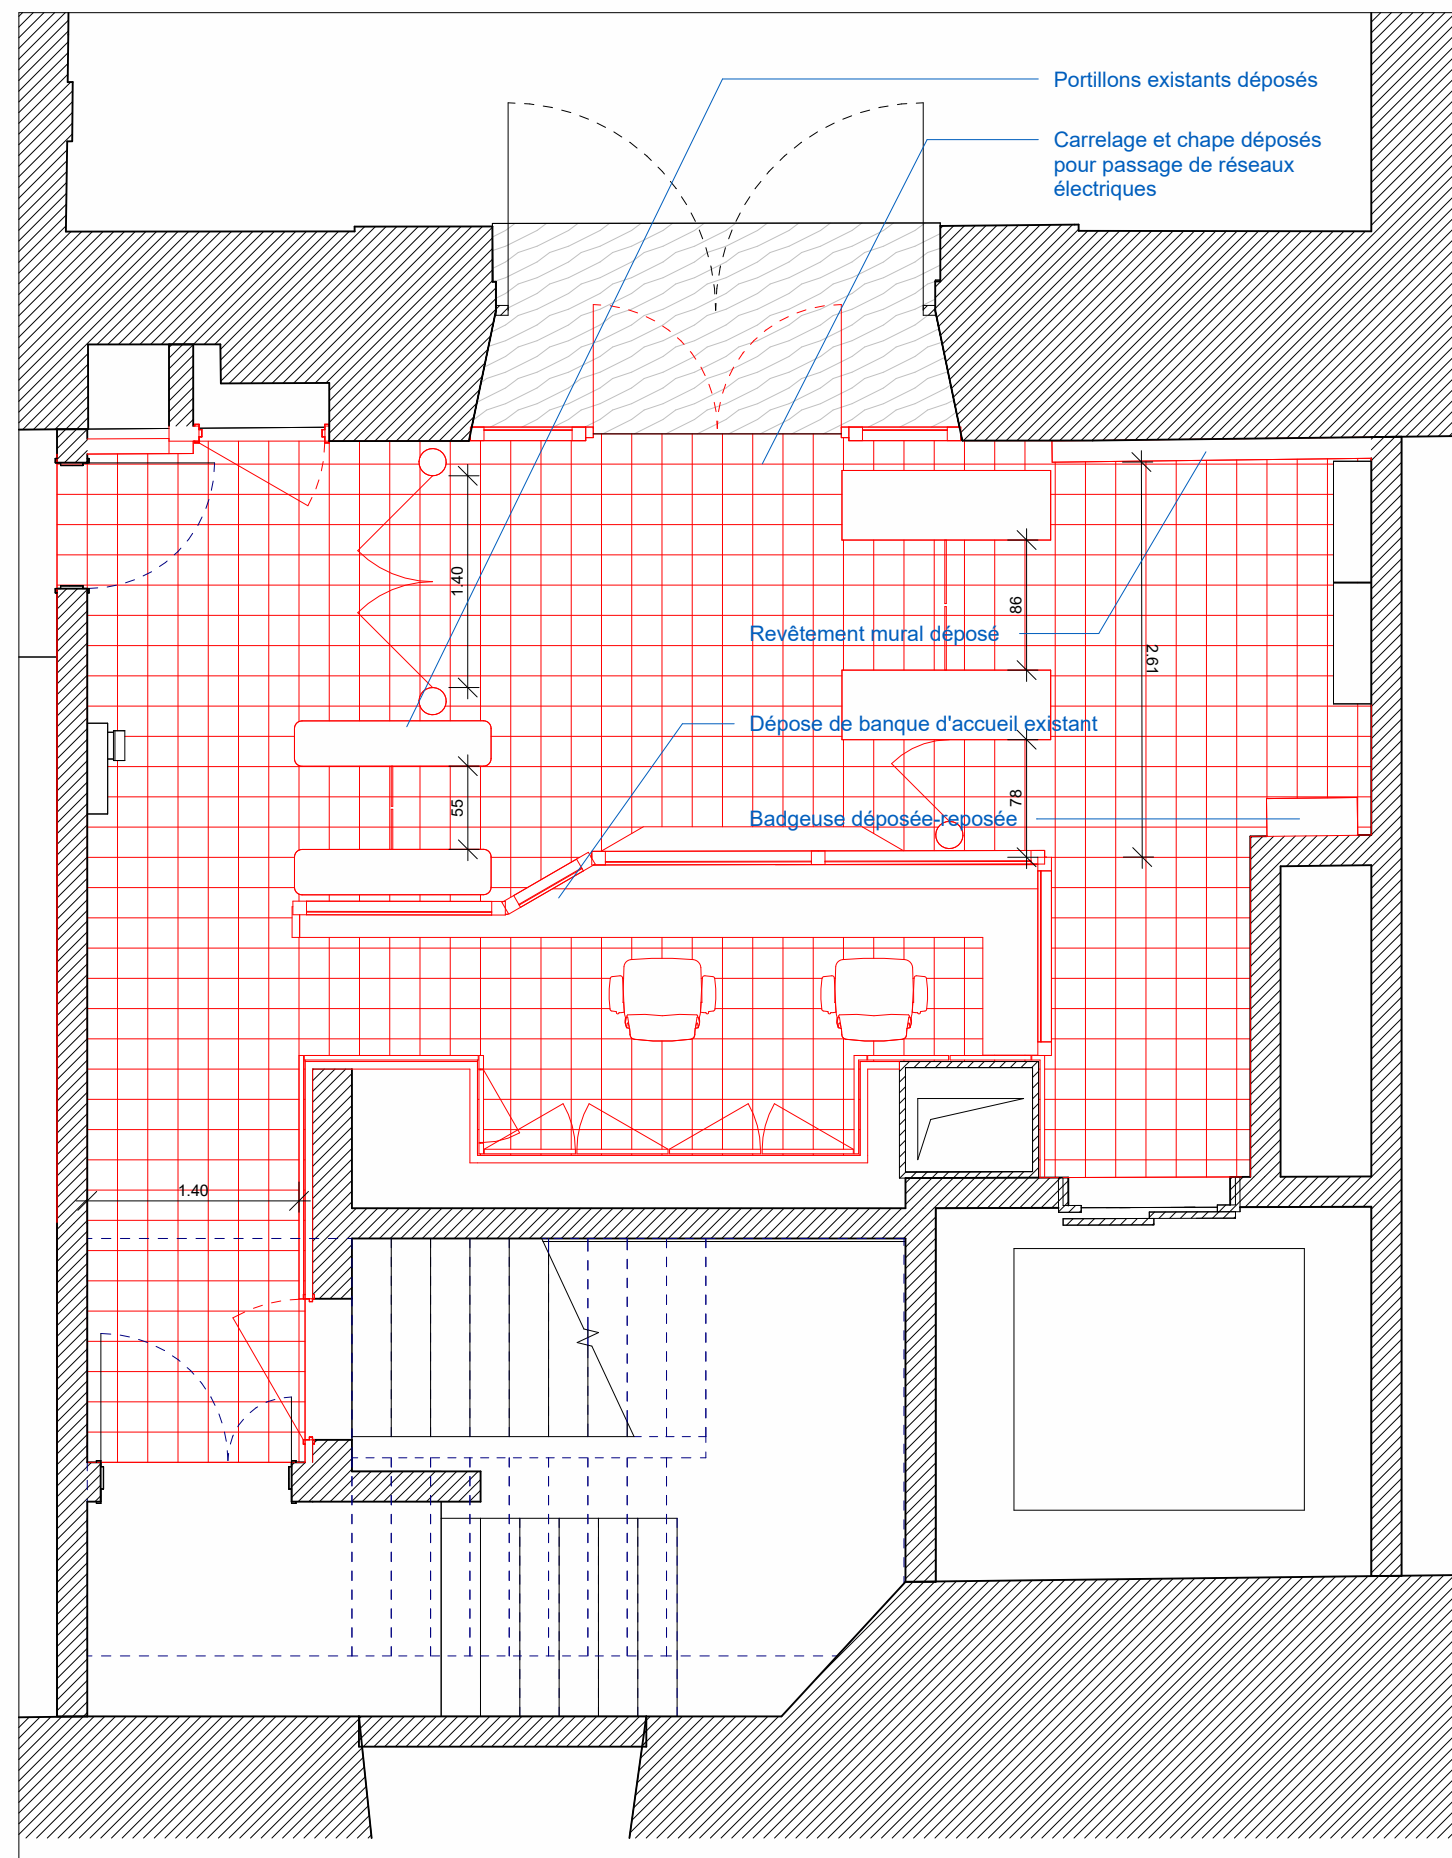 Portillons existants déposés
Carrelage et chape déposés
pour passage de réseaux
électriques
1.40
86
Revêtement mural déposé
2.61
Dépose de banque d'accueil existant
55
78
Badgeuse déposée-reposée
1.40